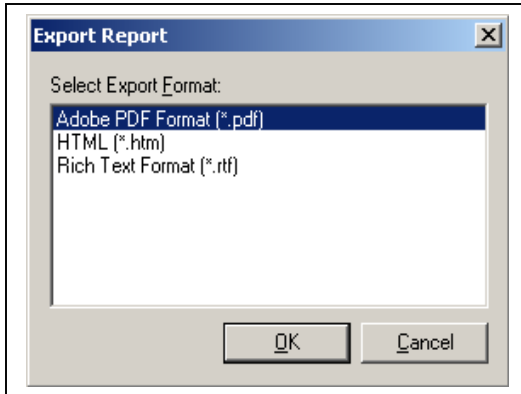 Export Report
Select Export Format:
Adobe PDF Format (*.pdf)
HTML (*.htm)
Rich Text Format (*.rtf)
OK
Cancel